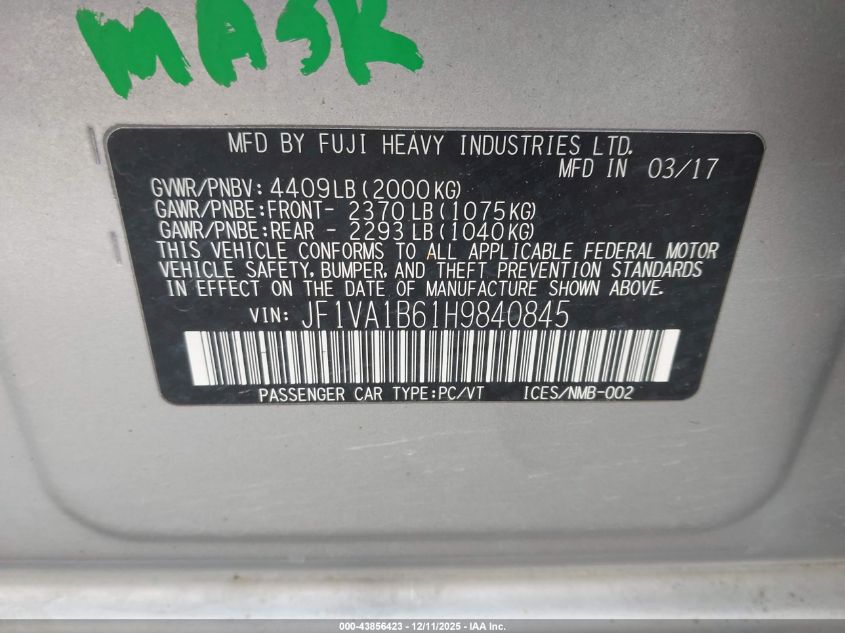 MASK
MFD BY FUJI HEAVY INDUSTRIES LTD.
MFD IN 03/17
GVWR/PNBV: 4409LB(2000KG)
GAWR/PNBE:FRONT- 2370LB(1075KG)
GAWR/PNBE:REAR - 2293LB(1040KG)
THIS VEHICLE CONFORMS TO ALL APPLICABLE FEDERAL MOTOR
VEHICLE SAFETY, BUMPER, AND THEFT PREVENTION STANDARDS
IN EFFECT ON THE DATE OF MANUFACTURE SHOWN ABOVE.
VIN: JF1VA1B61H9840845
PASSENGER CAR TYPE:PC/VT ICES/NMB-002
000-43856423 - 12/11/2025 - IAA Inc.